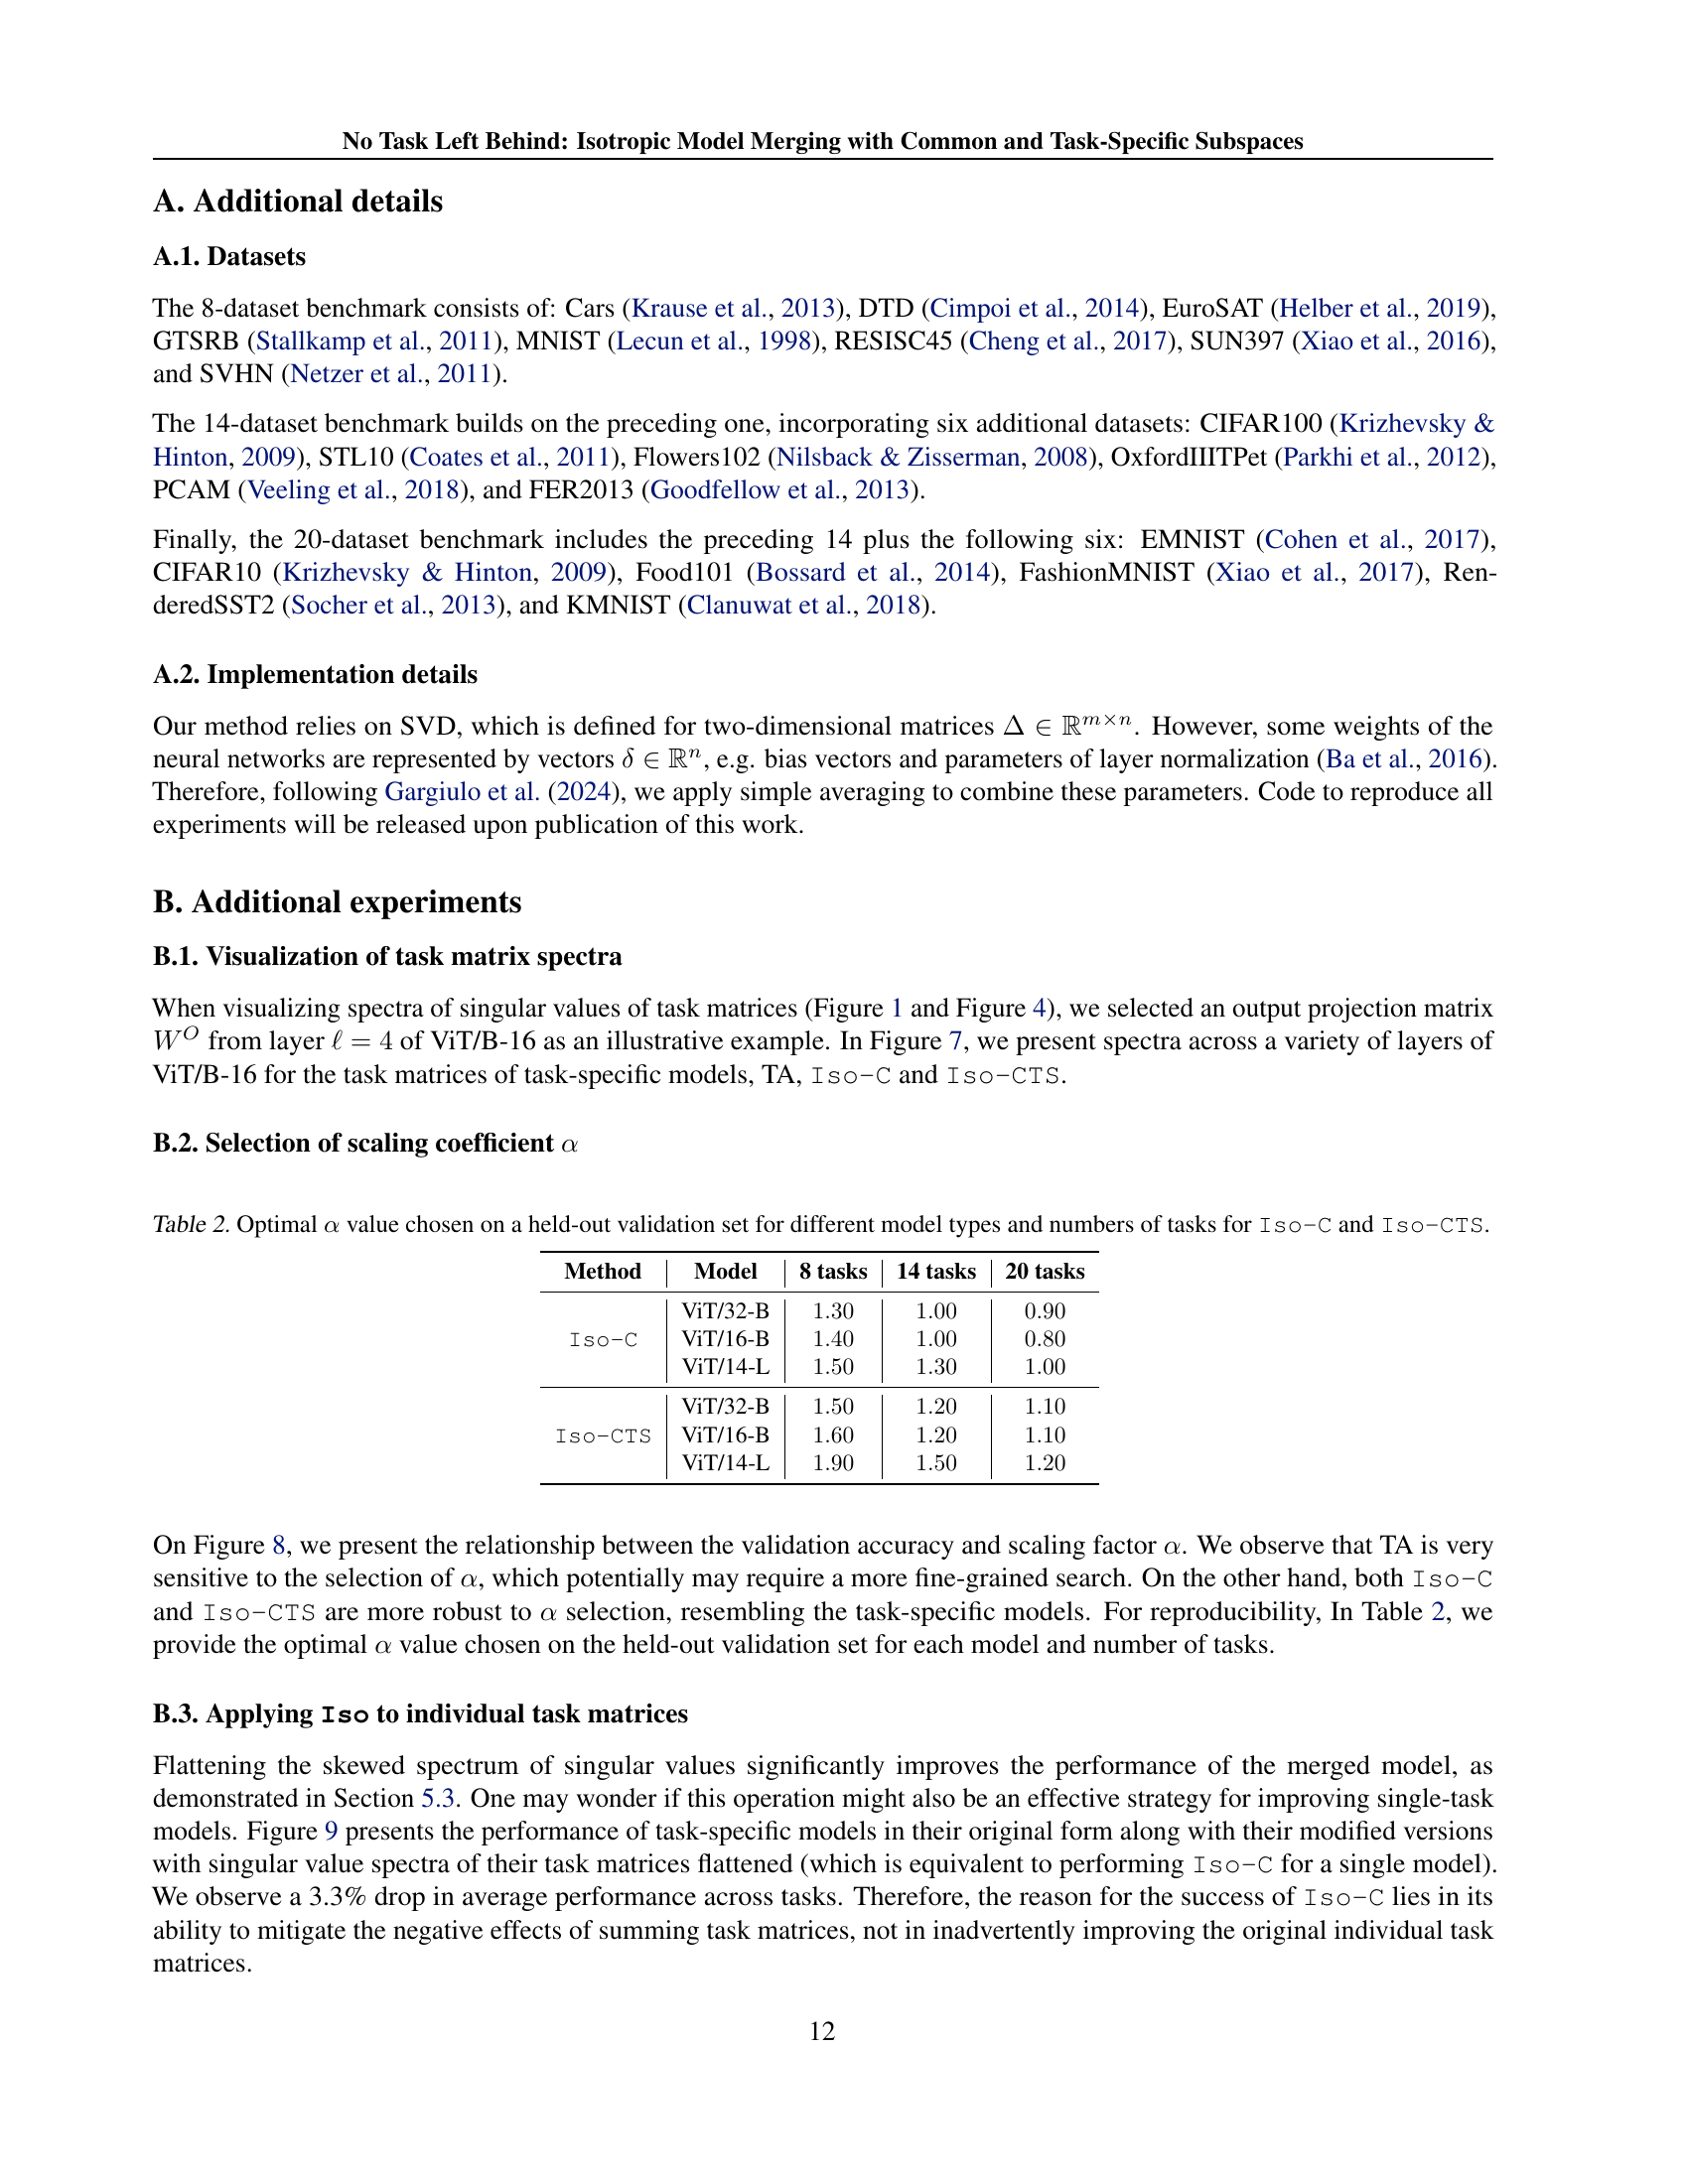 No Task Left Behind: Isotropic Model Merging with Common and Task-Specific Subspaces
A. Additional details
A.1. Datasets
The 8-dataset benchmark consists of: Cars (Krause et al., 2013), DTD (Cimpoi et al., 2014), EuroSAT (Helber et al., 2019),
GTSRB (Stallkamp et al., 2011), MNIST (Lecun et al., 1998), RESISC45 (Cheng et al., 2017), SUN397 (Xiao et al., 2016),
and SVHN (Netzer et al., 2011).
The 14-dataset benchmark builds on the preceding one, incorporating six additional datasets: CIFAR100 (Krizhevsky &
Hinton, 2009), STL10 (Coates et al., 2011), Flowers102 (Nilsback & Zisserman, 2008), OxfordIIITPet (Parkhi et al., 2012),
PCAM (Veeling et al., 2018), and FER2013 (Goodfellow et al., 2013).
Finally, the 20-dataset benchmark includes the preceding 14 plus the following six: EMNIST (Cohen et al., 2017),
CIFAR10 (Krizhevsky & Hinton, 2009), Food101 (Bossard et al., 2014), FashionMNIST (Xiao et al., 2017), Ren-
deredSST2 (Socher et al., 2013), and KMNIST (Clanuwat et al., 2018).
A.2. Implementation details
Our method relies on SVD, which is defined for two-dimensional matrices Δ ∈ ℝ^{m×n}. However, some weights of the
neural networks are represented by vectors δ ∈ ℝ^n, e.g. bias vectors and parameters of layer normalization (Ba et al., 2016).
Therefore, following Gargiulo et al. (2024), we apply simple averaging to combine these parameters. Code to reproduce all
experiments will be released upon publication of this work.
B. Additional experiments
B.1. Visualization of task matrix spectra
When visualizing spectra of singular values of task matrices (Figure 1 and Figure 4), we selected an output projection matrix
W^O from layer ℓ = 4 of ViT/B-16 as an illustrative example. In Figure 7, we present spectra across a variety of layers of
ViT/B-16 for the task matrices of task-specific models, TA, Iso-C and Iso-CTS.
B.2. Selection of scaling coefficient α
Table 2. Optimal α value chosen on a held-out validation set for different model types and numbers of tasks for Iso-C and Iso-CTS.
Method Model 8 tasks 14 tasks 20 tasks
ViT/32-B 1.30 1.00 0.90
Iso-C ViT/16-B 1.40 1.00 0.80
ViT/14-L 1.50 1.30 1.00
ViT/32-B 1.50 1.20 1.10
Iso-CTS ViT/16-B 1.60 1.20 1.10
ViT/14-L 1.90 1.50 1.20
On Figure 8, we present the relationship between the validation accuracy and scaling factor α. We observe that TA is very
sensitive to the selection of α, which potentially may require a more fine-grained search. On the other hand, both Iso-C
and Iso-CTS are more robust to α selection, resembling the task-specific models. For reproducibility, In Table 2, we
provide the optimal α value chosen on the held-out validation set for each model and number of tasks.
B.3. Applying Iso to individual task matrices
Flattening the skewed spectrum of singular values significantly improves the performance of the merged model, as
demonstrated in Section 5.3. One may wonder if this operation might also be an effective strategy for improving single-task
models. Figure 9 presents the performance of task-specific models in their original form along with their modified versions
with singular value spectra of their task matrices flattened (which is equivalent to performing Iso-C for a single model).
We observe a 3.3% drop in average performance across tasks. Therefore, the reason for the success of Iso-C lies in its
ability to mitigate the negative effects of summing task matrices, not in inadvertently improving the original individual task
matrices.
12